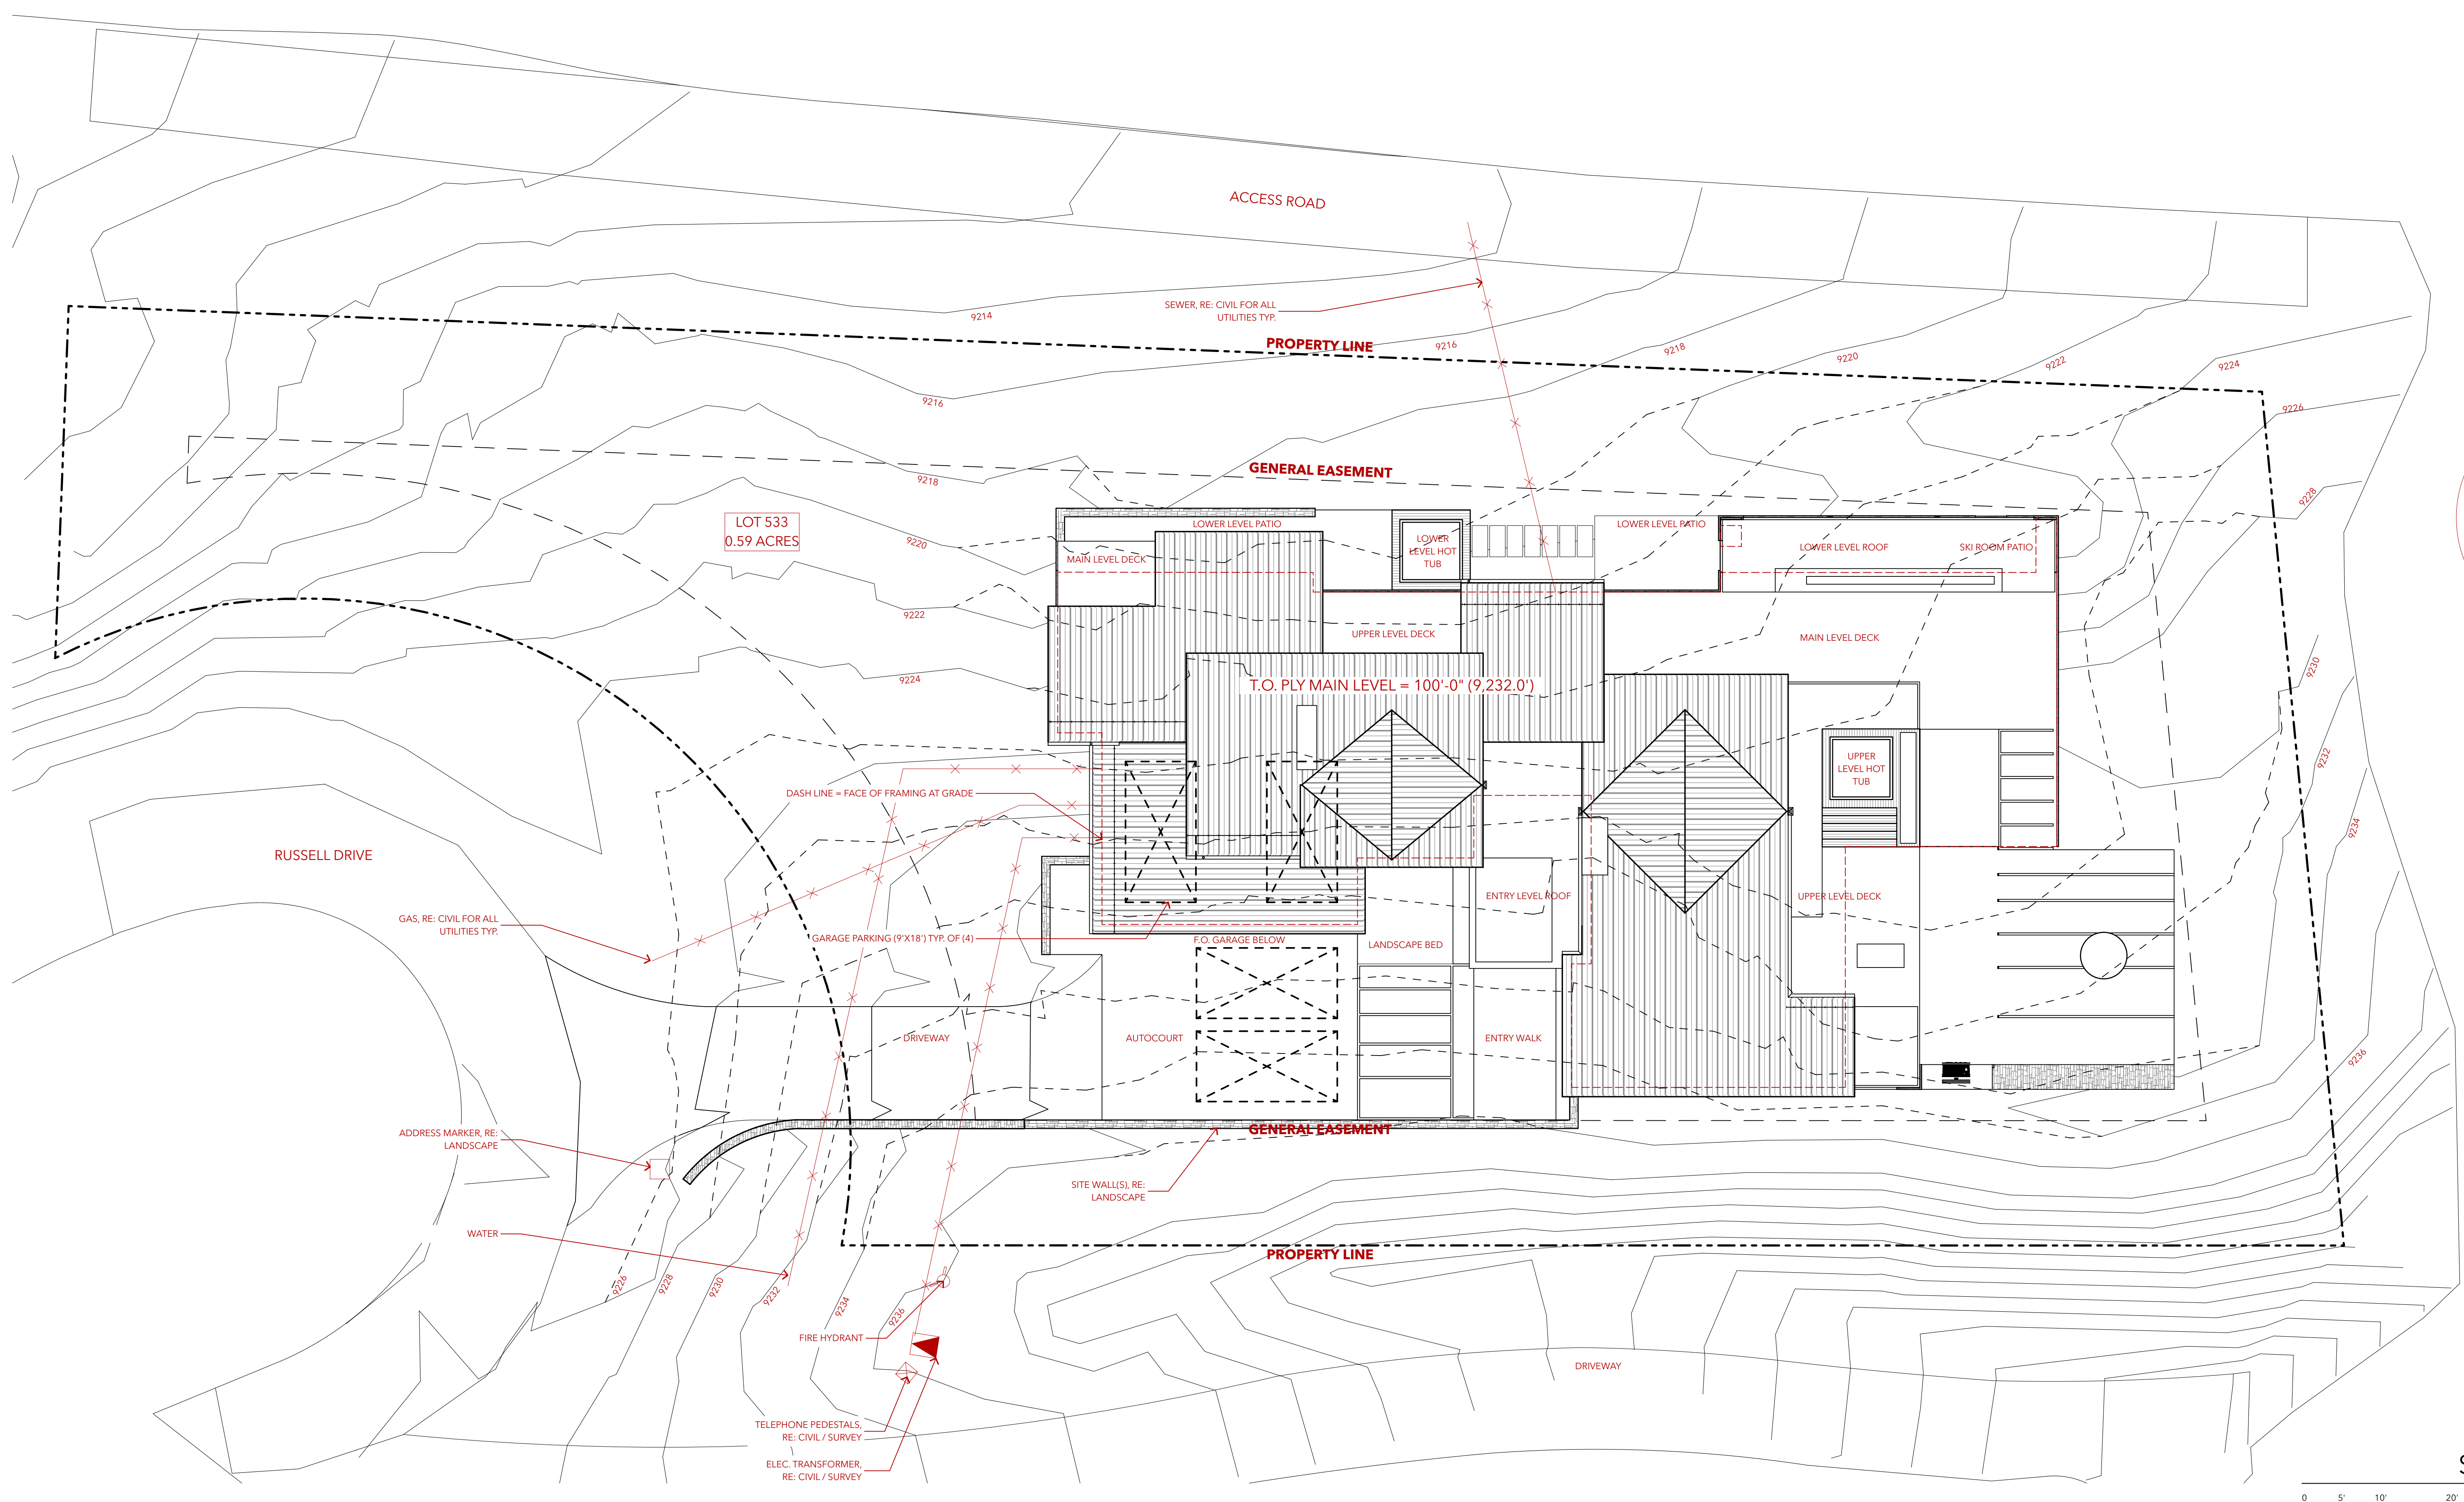 ACCESS ROAD
SEWER, RE: CIVIL FOR ALL
UTILITIES TYP.
9214
PROPERTY LINE
9216
9218
9220
9222
9224
9226
9216
9218
GENERAL EASEMENT
9228
LOT 533
0.59 ACRES
9220
LOWER LEVEL PATIO
LOWER
LEVEL HOT
TUB
LOWER LEVEL PATIO
LOWER LEVEL ROOF
SKI ROOM PATIO
MAIN LEVEL DECK
9222
UPPER LEVEL DECK
MAIN LEVEL DECK
9230
9224
T.O. PLY MAIN LEVEL = 100'-0" (9,232.0')
UPPER
LEVEL HOT
TUB
9232
DASH LINE = FACE OF FRAMING AT GRADE
9234
RUSSELL DRIVE
ENTRY LEVEL ROOF
UPPER LEVEL DECK
GAS, RE: CIVIL FOR ALL
UTILITIES TYP.
GARAGE PARKING (9'X18') TYP. OF (4)
F.O. GARAGE BELOW
LANDSCAPE BED
DRIVEWAY
AUTOCOURT
ENTRY WALK
9236
ADDRESS MARKER, RE:
LANDSCAPE
GENERAL EASEMENT
SITE WALL(S), RE:
LANDSCAPE
WATER
PROPERTY LINE
9226
9228
9230
9232
9234
9236
FIRE HYDRANT
DRIVEWAY
TELEPHONE PEDESTALS,
RE: CIVIL / SURVEY
ELEC. TRANSFORMER,
RE: CIVIL / SURVEY
0 5' 10' 20'